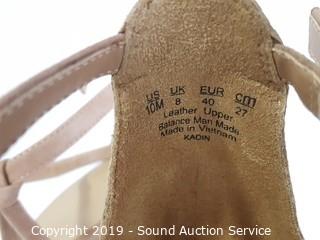 US UK EUR cm
10M 8 40 27
Leather Upper
Balance Man Made
Made in Vietnam
KADIN
Copyright © 2019 - Sound Auction Service